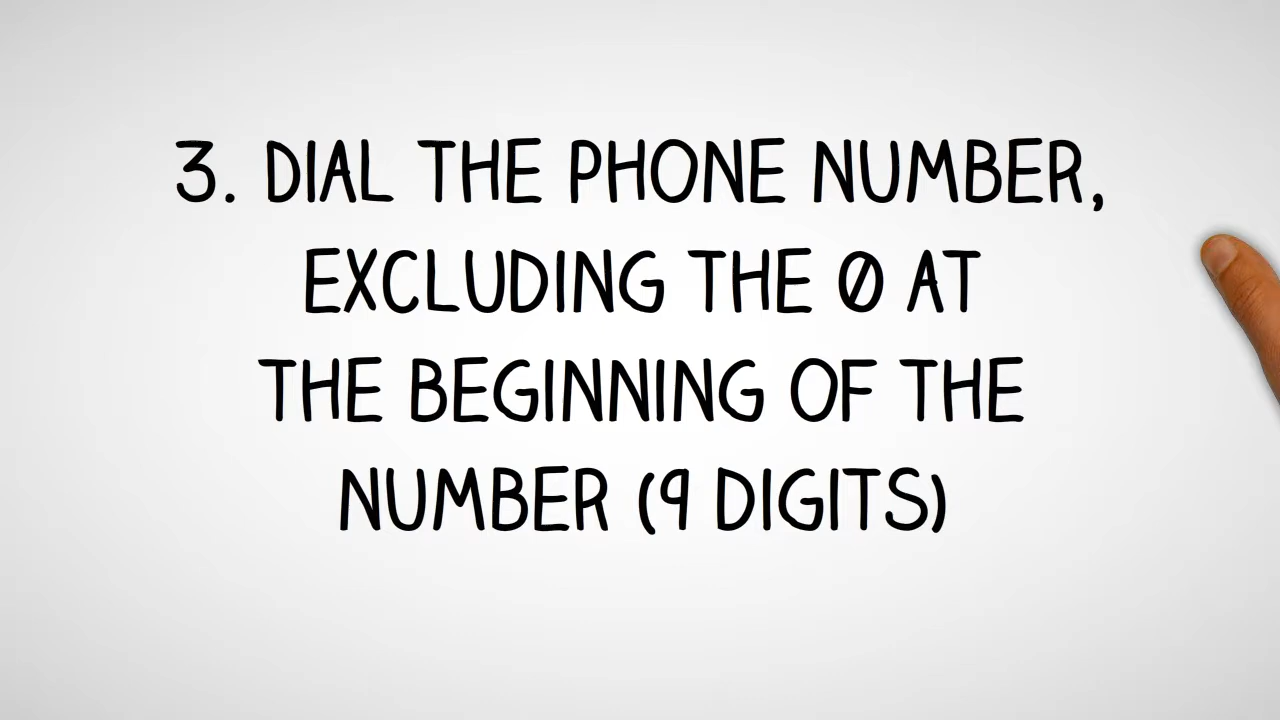 3. DIAL THE PHONE NUMBER,
EXCLUDING THE 0 AT
THE BEGINNING OF THE
NUMBER (9 DIGITS)